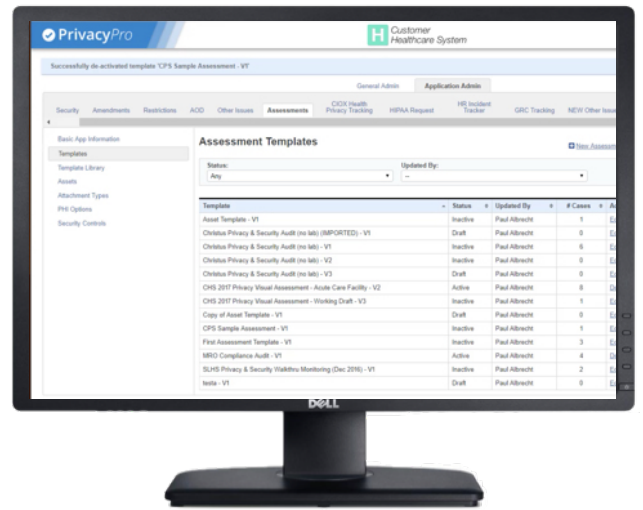 PrivacyPro
H Customer
Healthcare System
Successfully de-activated template 'CPS Sample Assessment - V1'
General Admin Application Admin
Security Amendments Restrictions AOD Other Issues Assessments CIOX Health Privacy Tracking HIPAA Request HR Incident Tracker GRC Tracking NEW Other Issue
Basic App Information
Templates
Template Library
Assets
Attachment Types
PHI Options
Security Controls
Assessment Templates
New Assessm
Status: Updated By:
Any --
Template Status Updated By # Cases
Asset Template - V1 Inactive Paul Albrecht 1
Christus Privacy & Security Audit (no lab) (IMPORTED) - V1 Draft Paul Albrecht 0
Christus Privacy & Security Audit (no lab) - V1 Inactive Paul Albrecht 6
Christus Privacy & Security Audit (no lab) - V2 Inactive Paul Albrecht 0
Christus Privacy & Security Audit (no lab) - V3 Draft Paul Albrecht 0
CHS 2017 Privacy Visual Assessment - Acute Care Facility - V2 Active Paul Albrecht 8
CHS 2017 Privacy Visual Assessment - Working Draft - V3 Inactive Paul Albrecht 1
Copy of Asset Template - V1 Draft Paul Albrecht 0
CPS Sample Assessment - V1 Inactive Paul Albrecht 1
First Assessment Template - V1 Inactive Paul Albrecht 3
MRO Compliance Audit - V1 Active Paul Albrecht 4
SLHS Privacy & Security Walkthru Monitoring (Dec 2016) - V1 Inactive Paul Albrecht 2
testa - V1 Draft Paul Albrecht 0
DELL